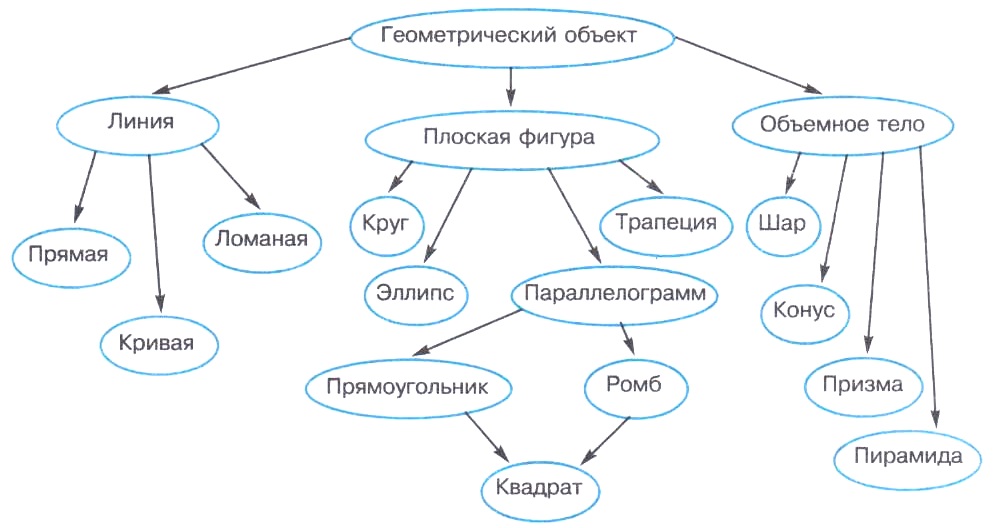 Геометрический объект
Линия
Плоская фигура
Объемное тело
Прямая
Ломаная
Кривая
Круг
Трапеция
Эллипс
Параллелограмм
Прямоугольник
Ромб
Квадрат
Шар
Конус
Призма
Пирамида